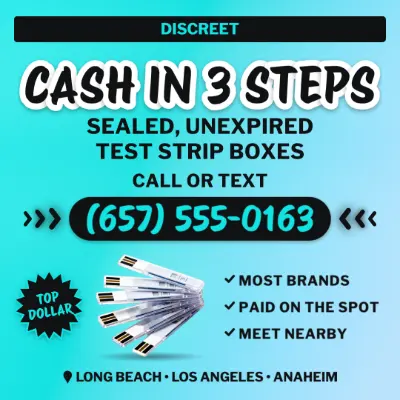 DISCREET
CASH IN 3 STEPS
SEALED, UNEXPIRED
TEST STRIP BOXES
CALL OR TEXT
(657) 555-0163
TOP
DOLLAR
MOST BRANDS
PAID ON THE SPOT
MEET NEARBY
LONG BEACH • LOS ANGELES • ANAHEIM